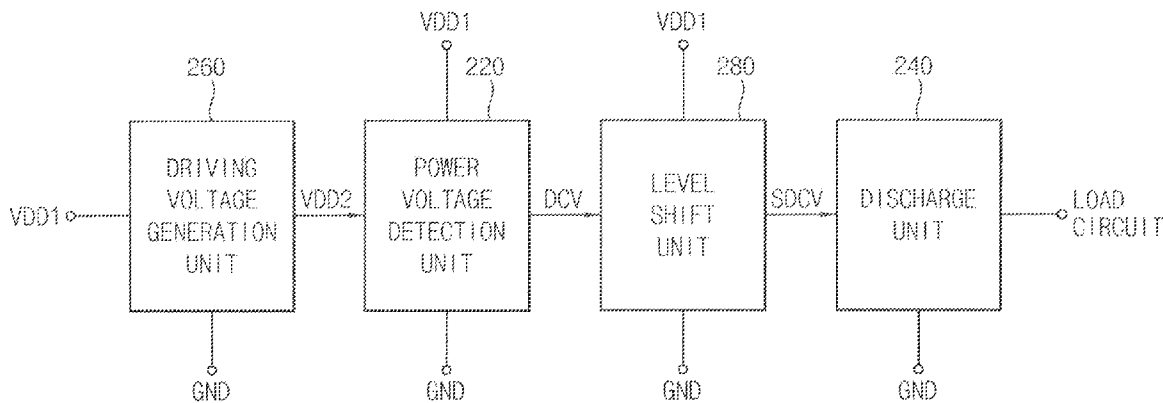 VDD1
VDD1
260
220
280
240
DRIVING
VOLTAGE
GENERATION
UNIT
POWER
VOLTAGE
DETECTION
UNIT
LEVEL
SHIFT
UNIT
DISCHARGE
UNIT
VDD1
VDD2
DCV
SDCV
LOAD
CIRCUIT
GND
GND
GND
GND